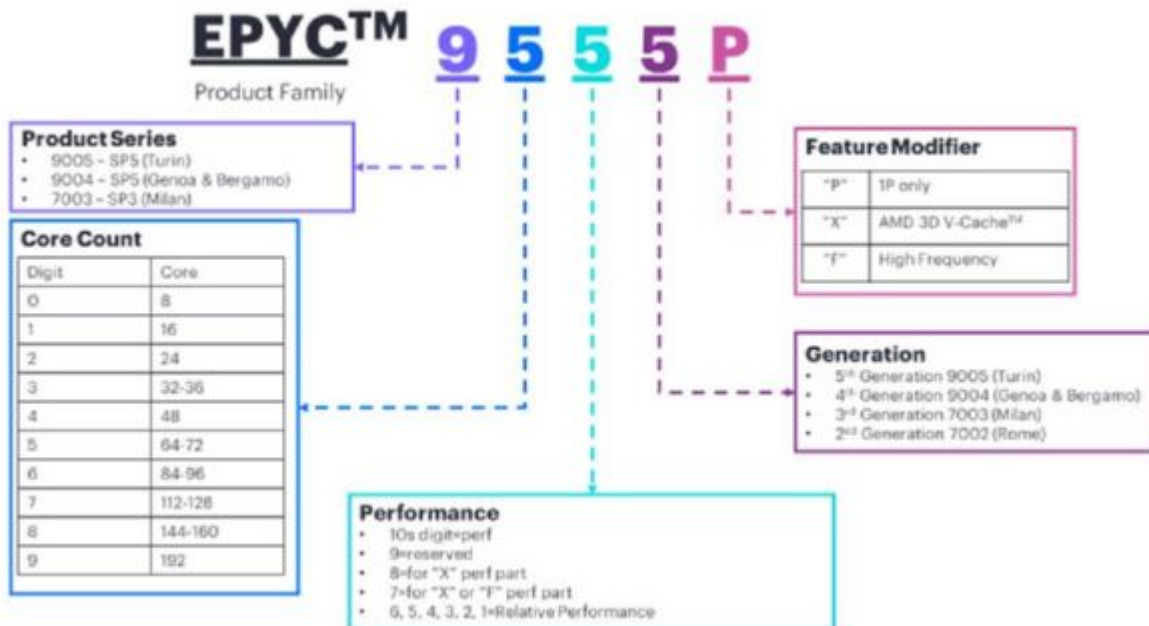 EPYC™ 9 5 5 5 P
Product Family
Product Series
• 9005 – SP5 (Turin)
• 9004 – SP5 (Genoa & Bergamo)
• 7003 – SP3 (Milan)
Core Count
Digit Core
0 8
1 16
2 24
3 32-36
4 48
5 64-72
6 84-96
7 112-128
8 144-160
9 192
Feature Modifier
"P" 1P only
"X" AMD 3D V-Cache™
"F" High Frequency
Generation
• 5th Generation 9005 (Turin)
• 4th Generation 9004 (Genoa & Bergamo)
• 3rd Generation 7003 (Milan)
• 2nd Generation 7002 (Rome)
Performance
• 10s digit=perf
• 9=reserved
• 8=for "X" perf part
• 7=for "X" or "F" perf part
• 6, 5, 4, 3, 2, 1=Relative Performance